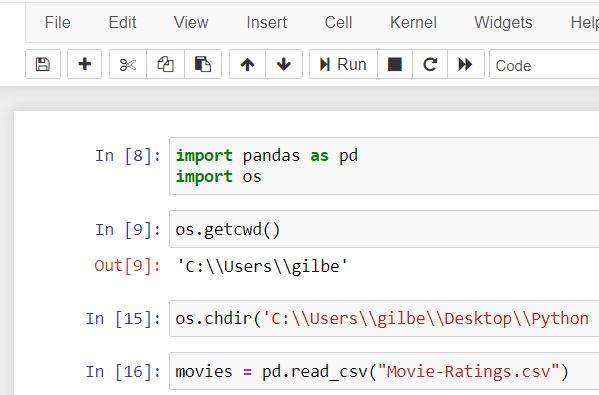 File Edit View Insert Cell Kernel Widgets Help
Run Code
In [8]: import pandas as pd
import os
In [9]: os.getcwd()
Out[9]: 'C:\\Users\\gilbe'
In [15]: os.chdir('C:\\Users\\gilbe\\Desktop\\Python
In [16]: movies = pd.read_csv("Movie-Ratings.csv")